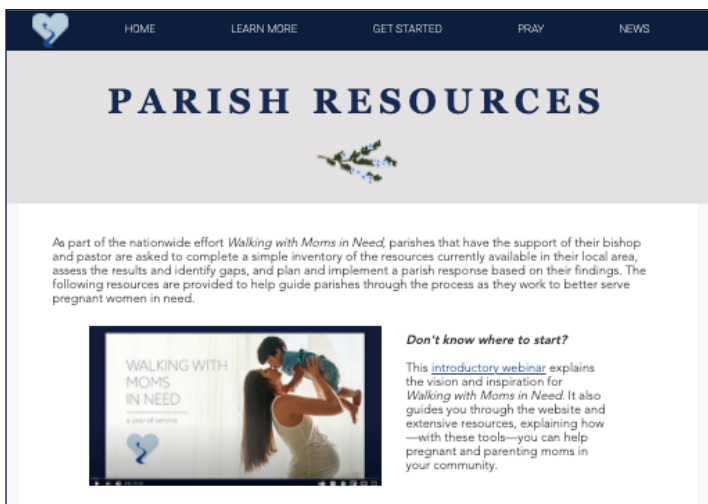 HOME LEARN MORE GET STARTED PRAY NEWS
PARISH RESOURCES
As part of the nationwide effort Walking with Moms in Need, parishes that have the support of their bishop
and pastor are asked to complete a simple inventory of the resources currently available in their local area,
assess the results and identify gaps, and plan and implement a parish response based on their findings. The
following resources are provided to help guide parishes through the process as they work to better serve
pregnant women in need.
WALKING WITH
MOMS
IN NEED
a year of service
Don't know where to start?
This introductory webinar explains
the vision and inspiration for
Walking with Moms in Need. It also
guides you through the website and
extensive resources, explaining how
—with these tools—you can help
pregnant and parenting moms in
your community.